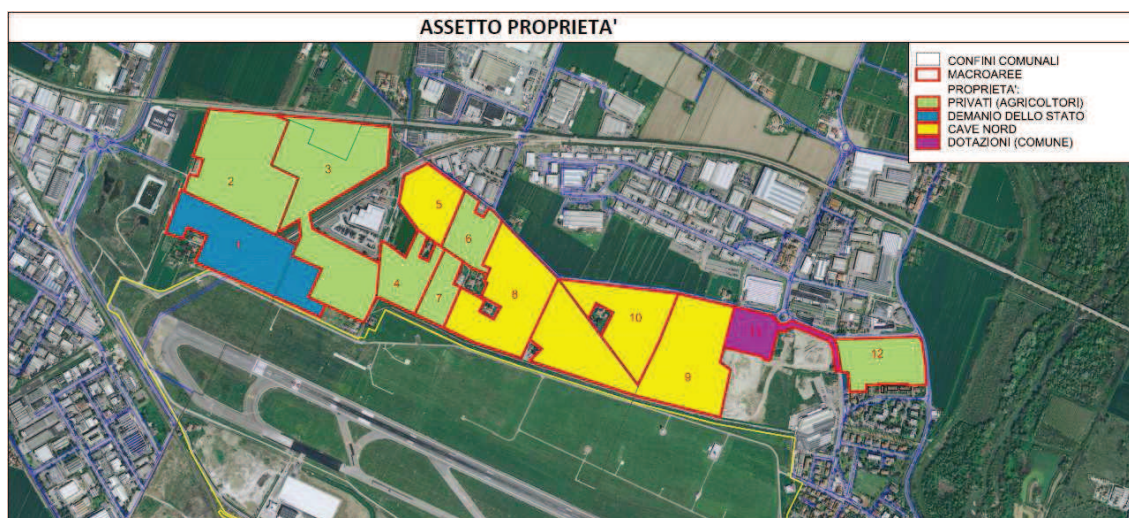 ASSETTO PROPRIETA'
CONFINI COMUNALI
MACROAREE
PROPRIETA':
PRIVATI (AGRICOLTORI)
DEMANIO DELLO STATO
CAVE NORD
DOTAZIONI (COMUNE)
3
2
5
6
1
4
7
8
10
11
12
9